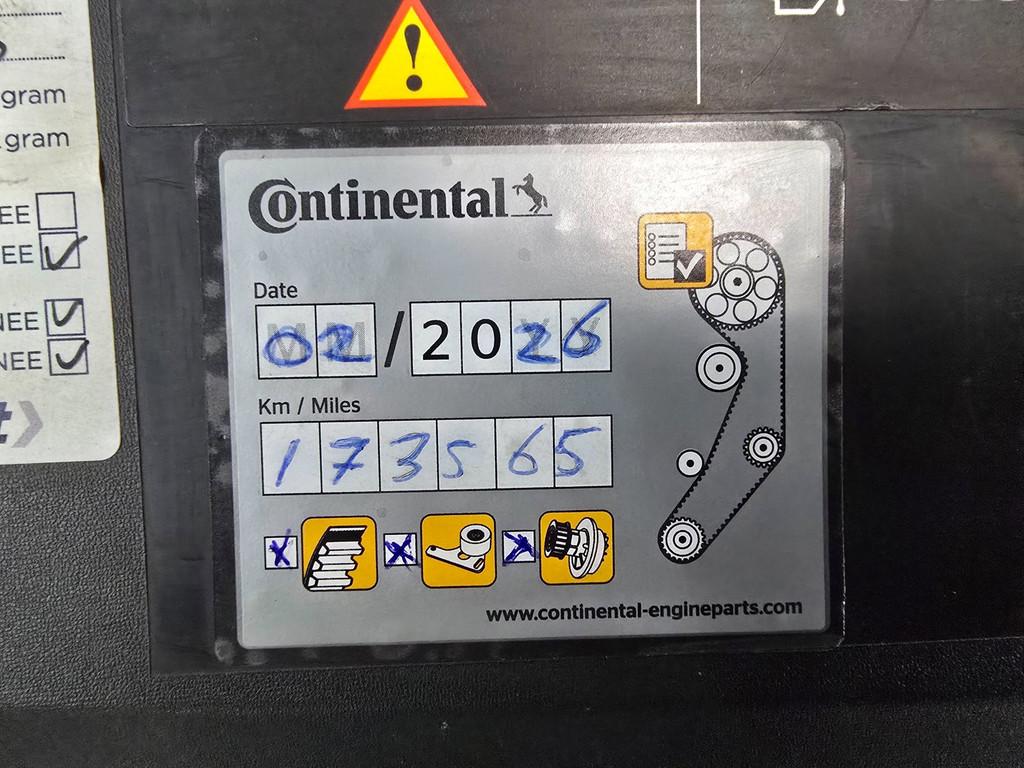 gram
gram
EE
EE
NEE
NEE
Continental
Date
02/2026
Km / Miles
173565
www.continental-engineparts.com